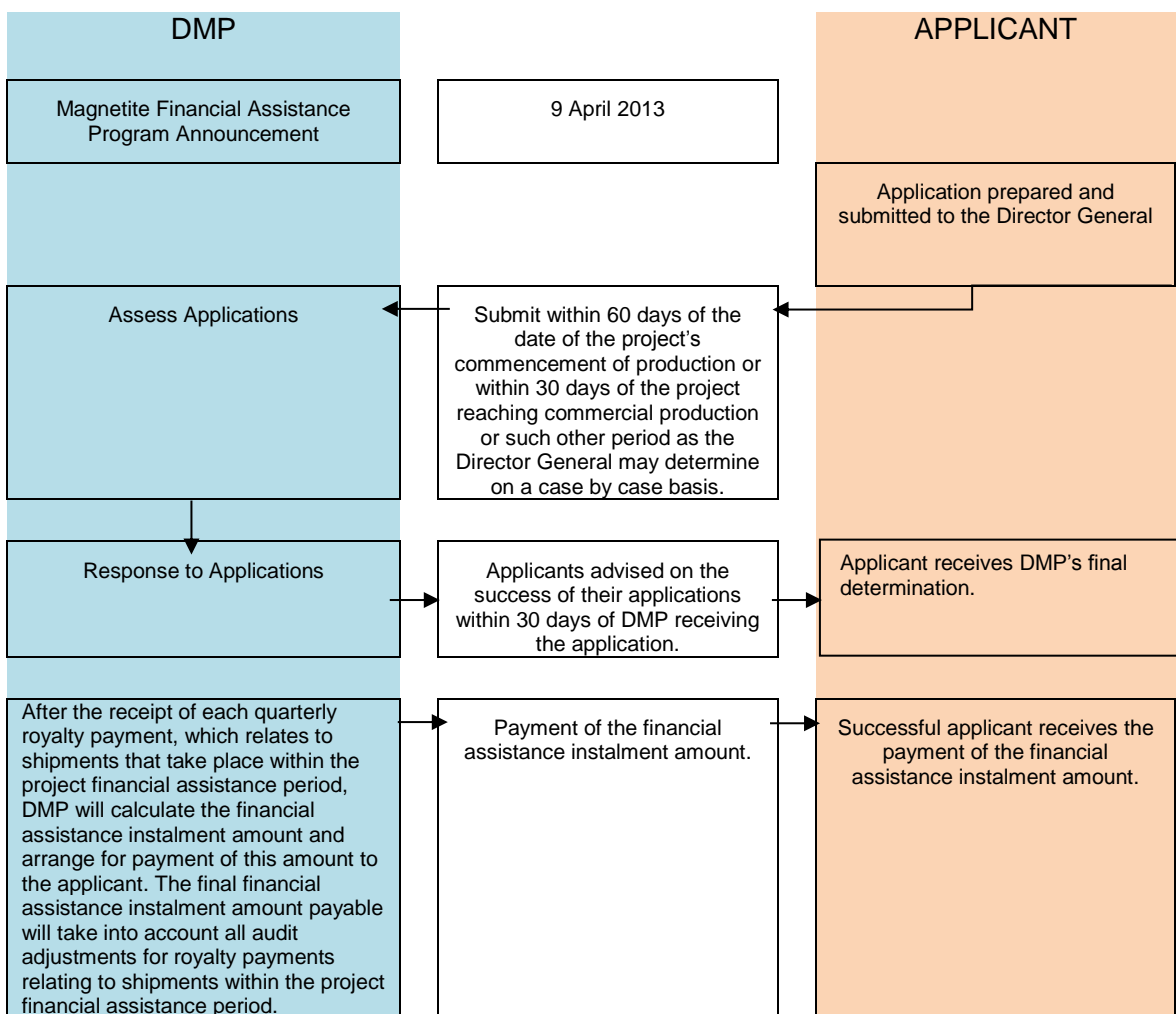 DMP
APPLICANT
Magnetite Financial Assistance
Program Announcement
9 April 2013
Application prepared and
submitted to the Director General
Assess Applications
Submit within 60 days of the
date of the project's
commencement of production or
within 30 days of the project
reaching commercial production
or such other period as the
Director General may determine
on a case by case basis.
Response to Applications
Applicants advised on the
success of their applications
within 30 days of DMP receiving
the application.
Applicant receives DMP's final
determination.
After the receipt of each quarterly
royalty payment, which relates to
shipments that take place within the
project financial assistance period,
DMP will calculate the financial
assistance instalment amount and
arrange for payment of this amount to
the applicant. The final financial
assistance instalment amount payable
will take into account all audit
adjustments for royalty payments
relating to shipments within the project
financial assistance period.
Payment of the financial
assistance instalment amount.
Successful applicant receives the
payment of the financial
assistance instalment amount.